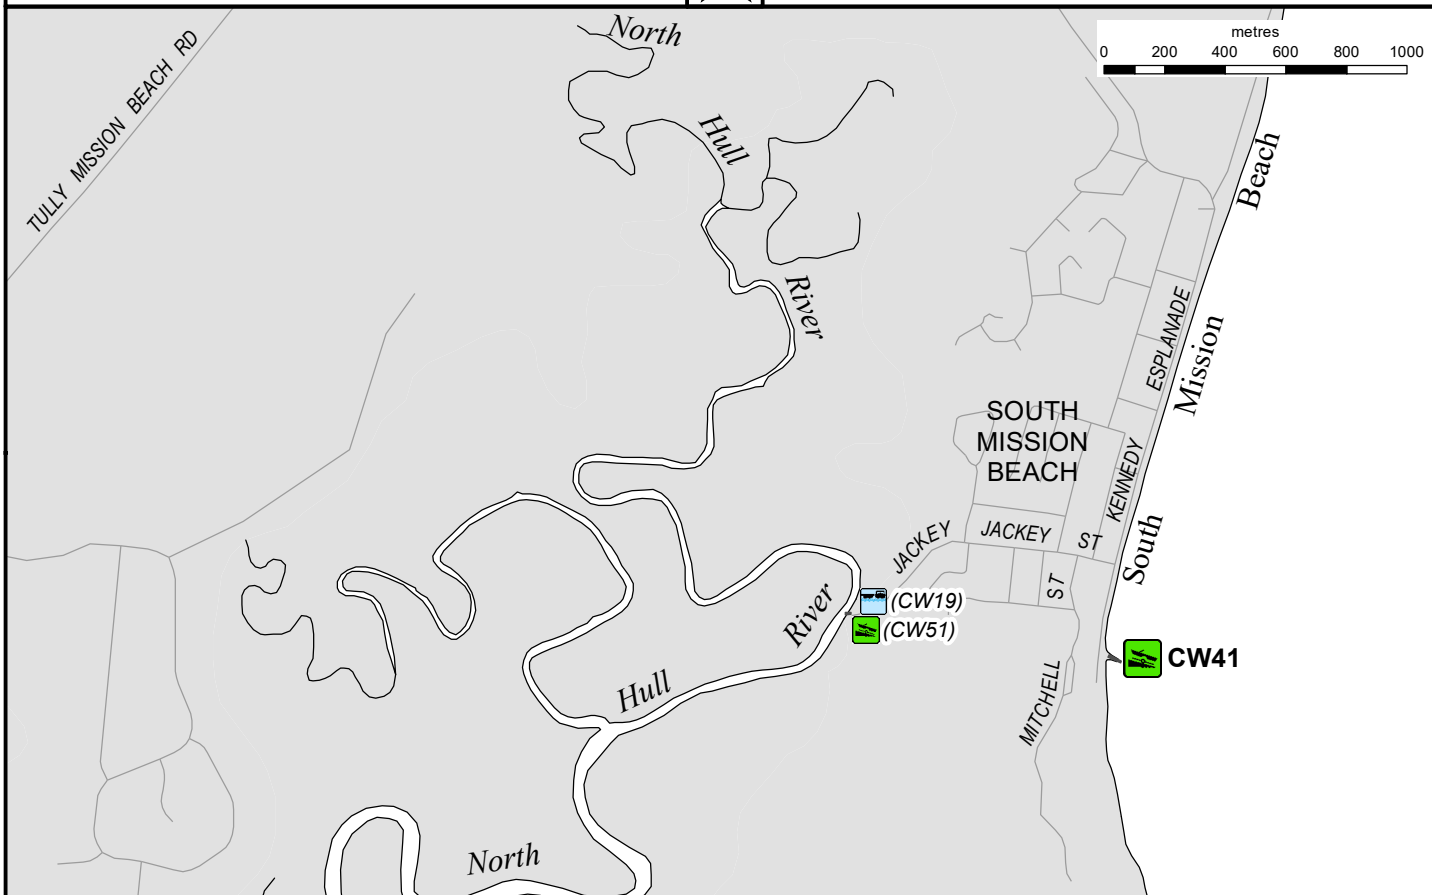 North
metres
0 200 400 600 800 1000
TULLY MISSION BEACH RD
Hull
Beach
River
ESPLANADE
Mission
SOUTH
MISSION
BEACH
KENNEDY
JACKEY
JACKEY ST
South
ST
(CW19)
River
(CW51)
CW41
Hull
MITCHELL
North